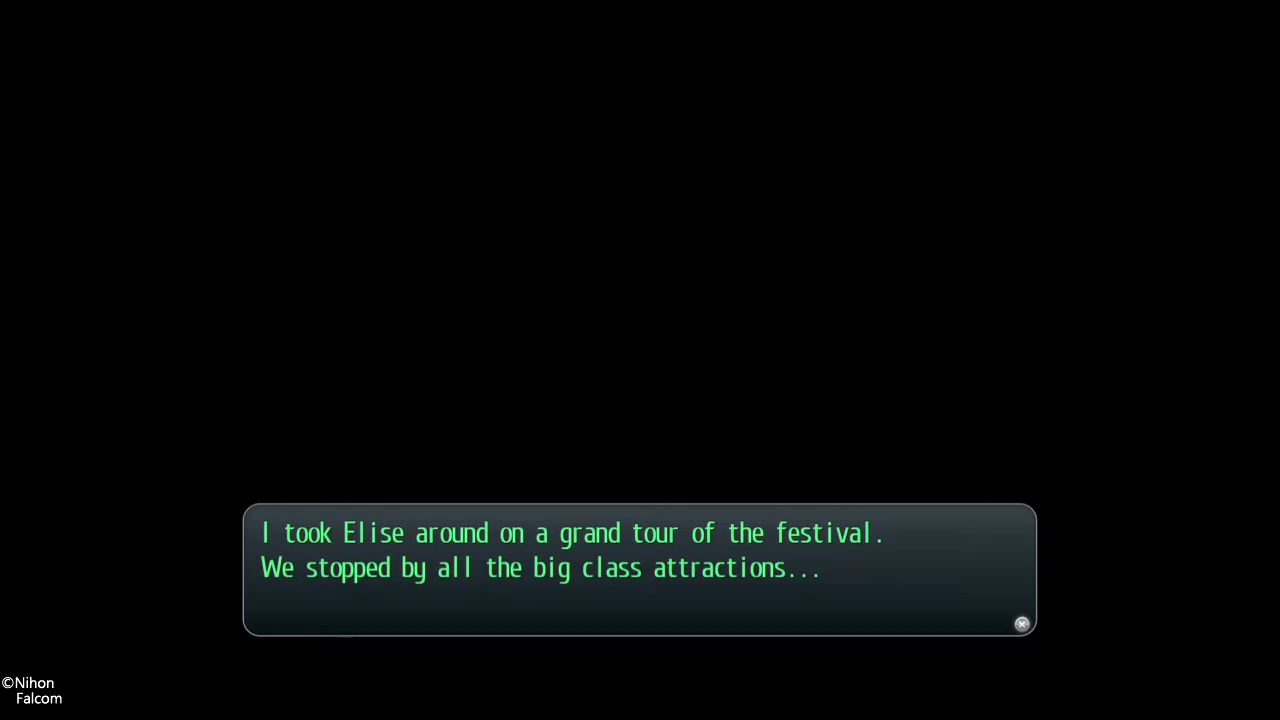 I took Elise around on a grand tour of the festival.
We stopped by all the big class attractions...
©Nihon
Falcom